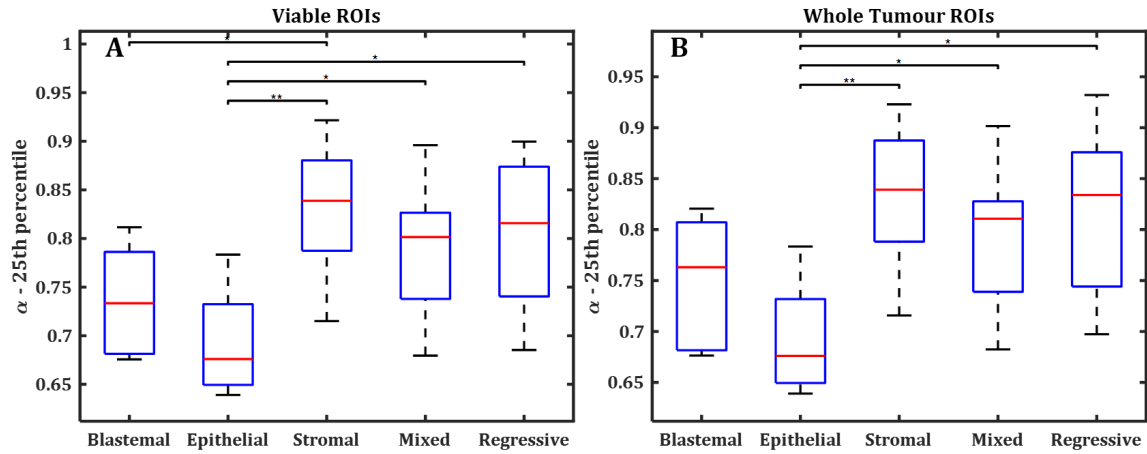 Viable ROIs
A
α - 25th percentile
1
0.95
0.9
0.85
0.8
0.75
0.7
0.65
*
*
*
**
Blastemal Epithelial Stromal Mixed Regressive
Whole Tumour ROIs
B
α - 25th percentile
0.95
0.9
0.85
0.8
0.75
0.7
0.65
*
*
**
Blastemal Epithelial Stromal Mixed Regressive